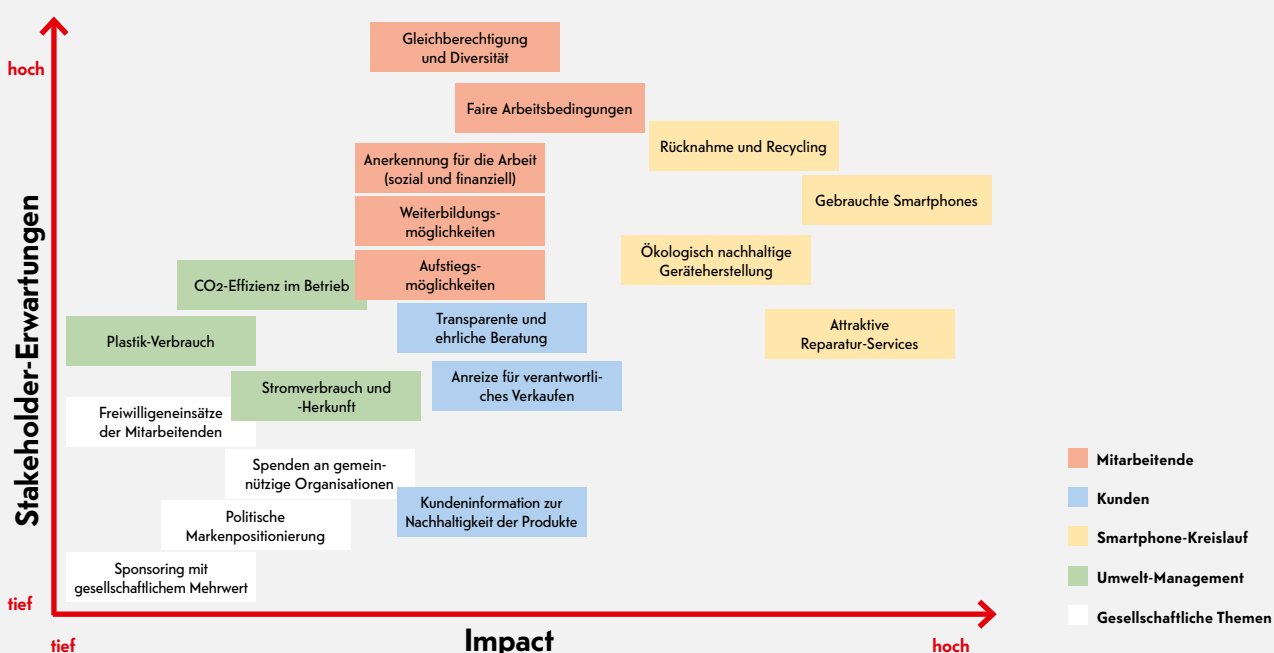 hoch
Stakeholder-Erwartungen
tief
Gleichberechtigung
und Diversität
Faire Arbeitsbedingungen
Rücknahme und Recycling
Anerkennung für die Arbeit
(sozial und finanziell)
Gebrauchte Smartphones
Weiterbildungs-
möglichkeiten
Ökologisch nachhaltige
Geräteherstellung
Aufstiegs-
möglichkeiten
CO2-Effizienz im Betrieb
Transparente und
ehrliche Beratung
Attraktive
Reparatur-Services
Plastik-Verbrauch
Anreize für verantwortli-
ches Verkaufen
Stromverbrauch und
-Herkunft
Freiwilligeneinsätze
der Mitarbeitenden
Spenden an gemein-
nützige Organisationen
Kundeninformation zur
Nachhaltigkeit der Produkte
Politische
Markenpositionierung
Sponsoring mit
gesellschaftlichem Mehrwert
tief
Impact
hoch
Mitarbeitende
Kunden
Smartphone-Kreislauf
Umwelt-Management
Gesellschaftliche Themen